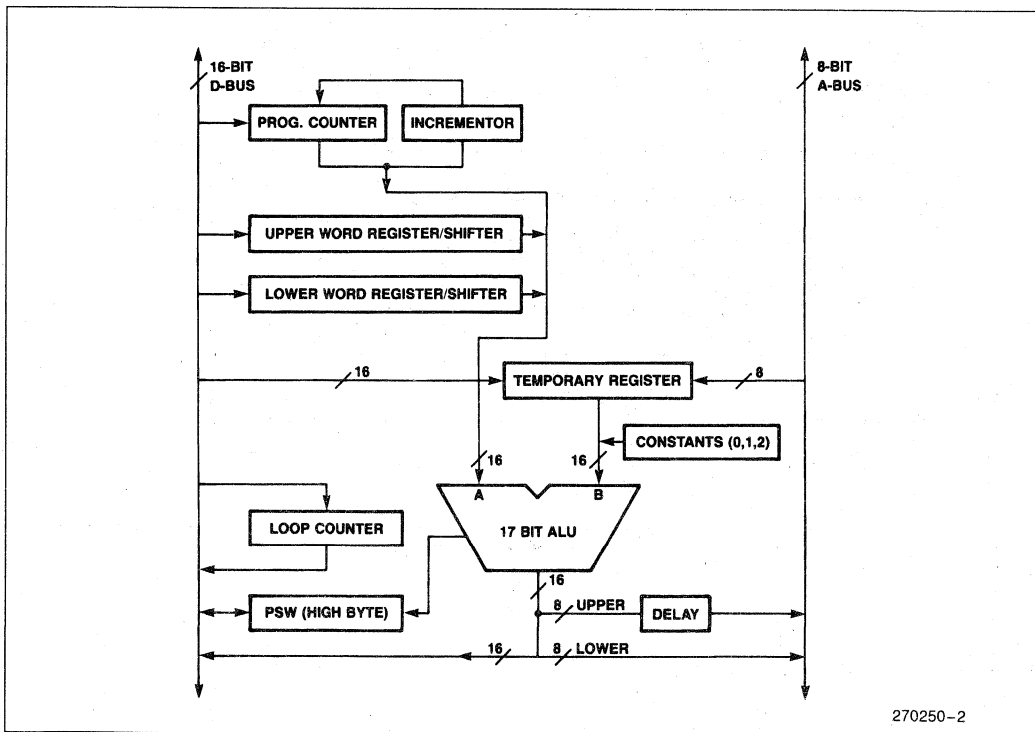 16-BIT
D-BUS
8-BIT
A-BUS
PROG. COUNTER
INCREMENTOR
UPPER WORD REGISTER/SHIFTER
LOWER WORD REGISTER/SHIFTER
16
TEMPORARY REGISTER
8
CONSTANTS (0,1,2)
16
16
A
B
17 BIT ALU
LOOP COUNTER
16
PSW (HIGH BYTE)
8 UPPER
DELAY
16
8 LOWER
270250-2